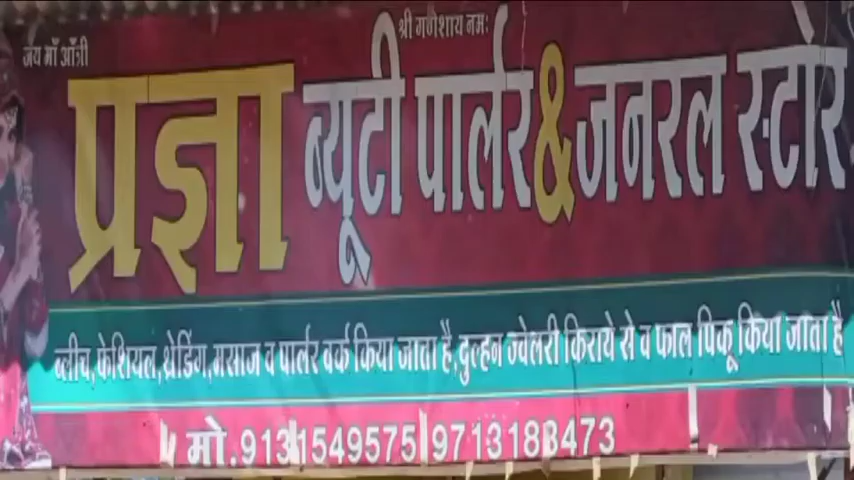 श्री गणेशाय नमः
जय माँ आँत्री
प्रज्ञा ब्यूटी पार्लर & जनरल स्टोर
ब्लीच, फेशियल, थ्रेडिंग, मसाज व पार्लर वर्क किया जाता है, दुल्हन ज्वेलरी किराये से व फाल पिकू किया जाता है
मो. 9131549575, 9713188473